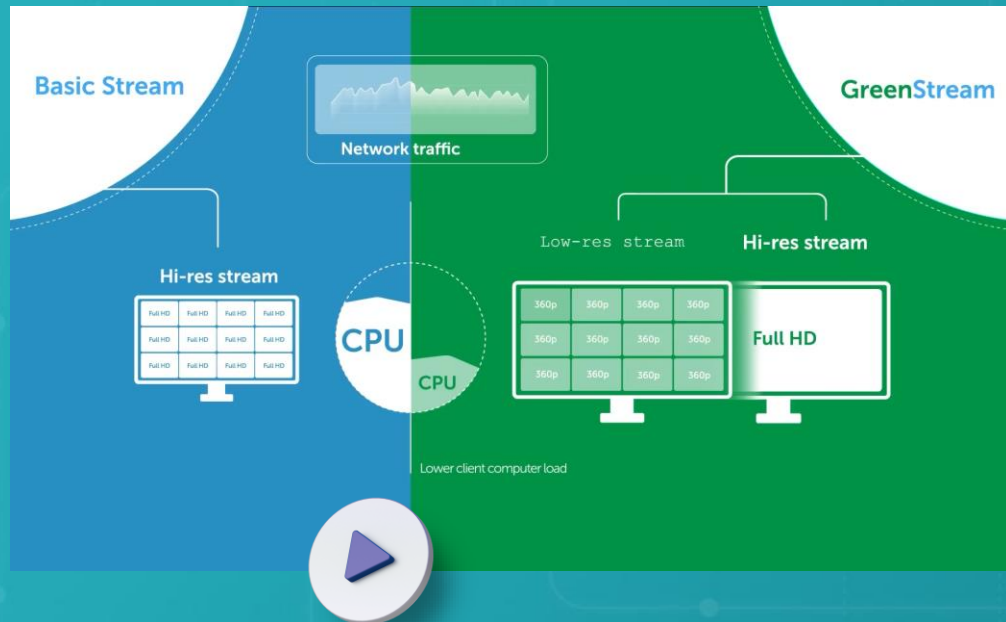 Basic Stream
GreenStream
Network traffic
Low-res stream
Hi-res stream
Hi-res stream
Full HD Full HD Full HD Full HD
Full HD Full HD Full HD Full HD
Full HD Full HD Full HD Full HD
CPU
CPU
360p 360p 360p 360p
360p 360p 360p 360p
360p 360p 360p 360p
Full HD
Lower client computer load